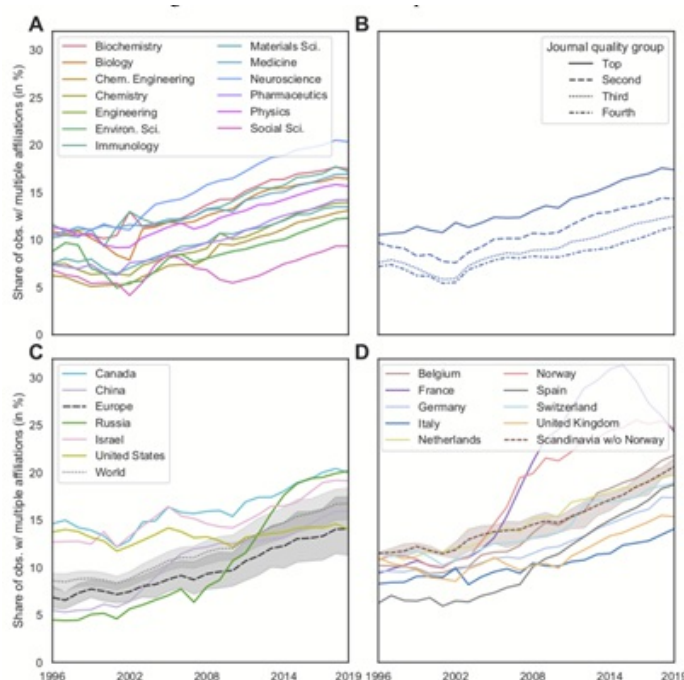 A
Share of obs. w/ multiple affiliations (in %)
30
25
20
15
10
5
0
Biochemistry
Biology
Chem. Engineering
Chemistry
Engineering
Environ. Sci.
Immunology
Materials Sci.
Medicine
Neuroscience
Pharmaceutics
Physics
Social Sci.
B
Journal quality group
Top
Second
Third
Fourth
C
Share of obs. w/ multiple affiliations (in %)
30
25
20
15
10
5
0
Canada
China
Europe
Russia
Israel
United States
World
1996
2002
2008
2014
2019
D
Belgium
France
Germany
Italy
Netherlands
Norway
Spain
Switzerland
United Kingdom
Scandinavia w/o Norway
1996
2002
2008
2014
2019